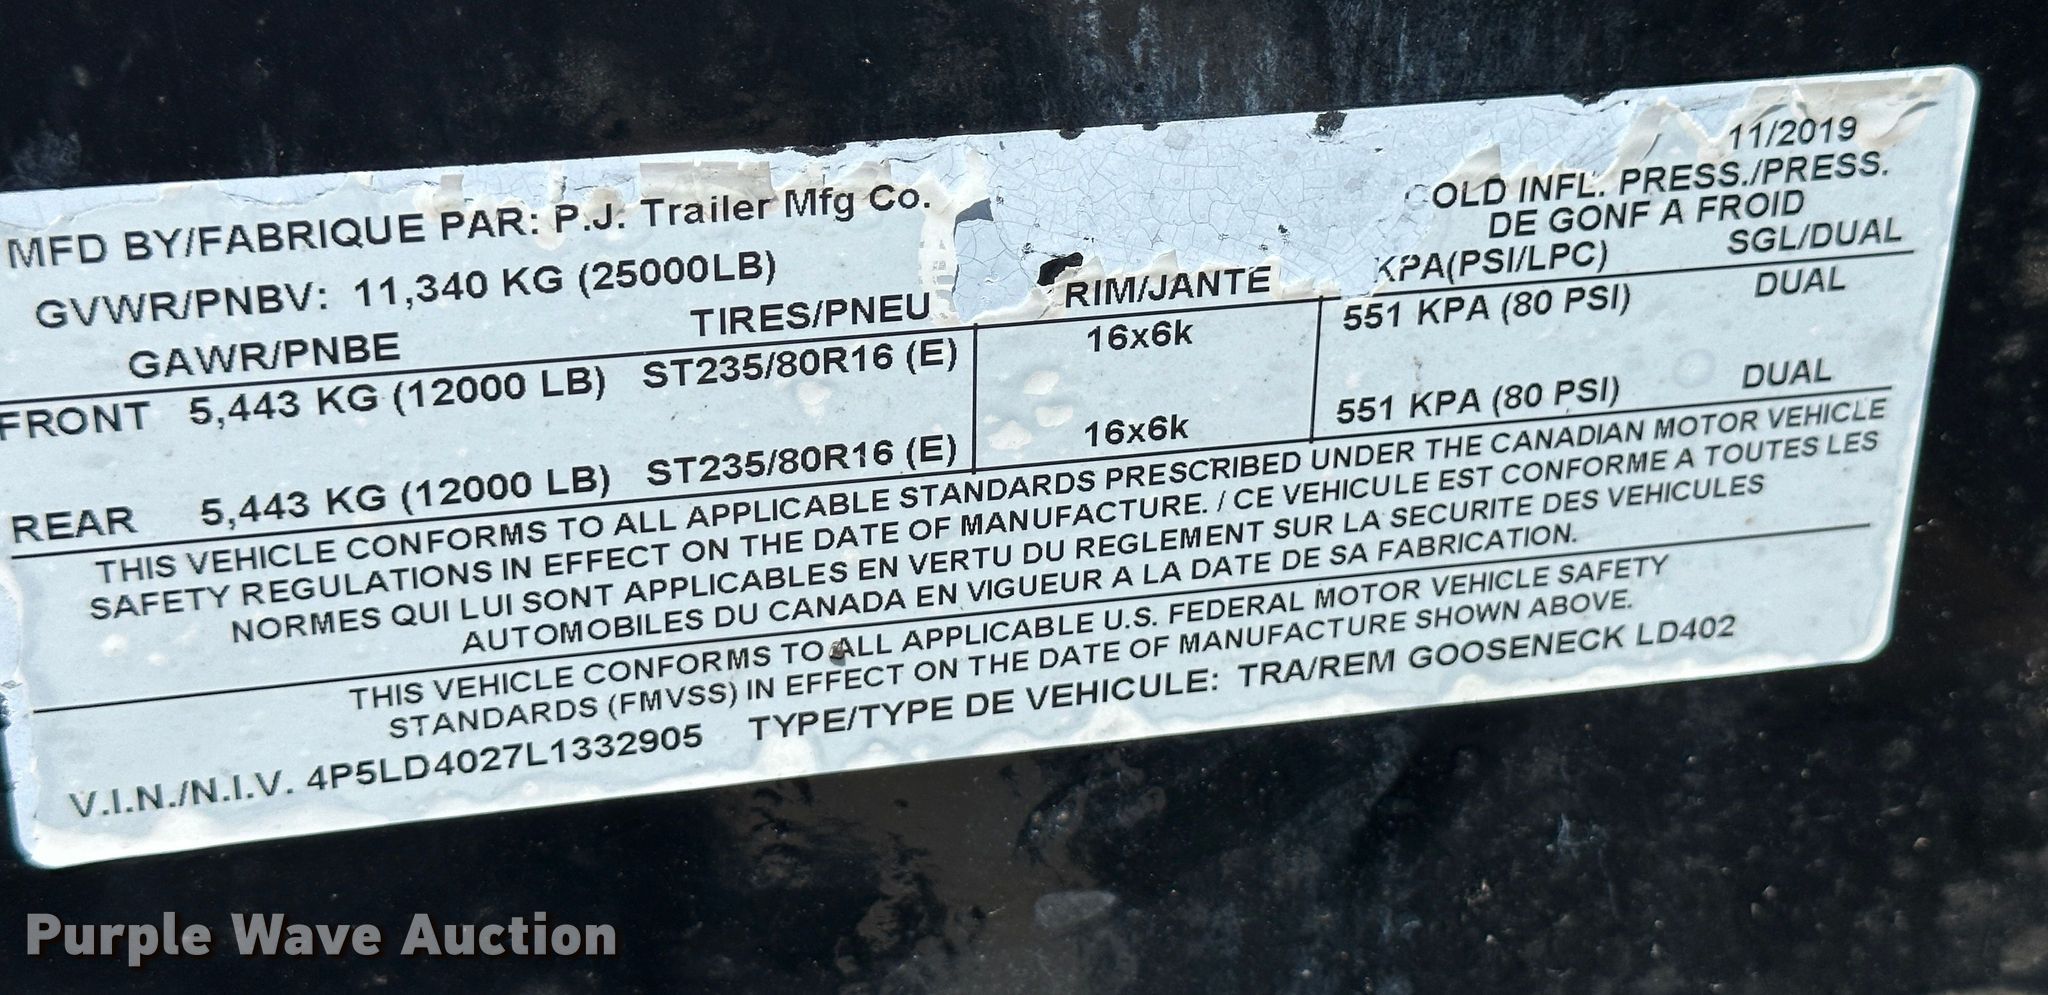 11/2019
MFD BY/FABRIQUE PAR: P.J. Trailer Mfg Co.
COLD INFL. PRESS./PRESS.
DE GONF A FROID
GVWR/PNBV: 11,340 KG (25000LB)
GAWR/PNBE TIRES/PNEU RIM/JANTE KPA(PSI/LPC) SGL/DUAL
FRONT 5,443 KG (12000 LB) ST235/80R16 (E) 16x6k 551 KPA (80 PSI) DUAL
REAR 5,443 KG (12000 LB) ST235/80R16 (E) 16x6k 551 KPA (80 PSI) DUAL
THIS VEHICLE CONFORMS TO ALL APPLICABLE STANDARDS PRESCRIBED UNDER THE CANADIAN MOTOR VEHICLE
SAFETY REGULATIONS IN EFFECT ON THE DATE OF MANUFACTURE. / CE VEHICULE EST CONFORME A TOUTES LES
NORMES QUI LUI SONT APPLICABLES EN VERTU DU REGLEMENT SUR LA SECURITE DES VEHICULES
AUTOMOBILES DU CANADA EN VIGUEUR A LA DATE DE SA FABRICATION.
THIS VEHICLE CONFORMS TO ALL APPLICABLE U.S. FEDERAL MOTOR VEHICLE SAFETY
STANDARDS (FMVSS) IN EFFECT ON THE DATE OF MANUFACTURE SHOWN ABOVE.
V.I.N./N.I.V. 4P5LD4027L1332905 TYPE/TYPE DE VEHICULE: TRA/REM GOOSENECK LD402
Purple Wave Auction